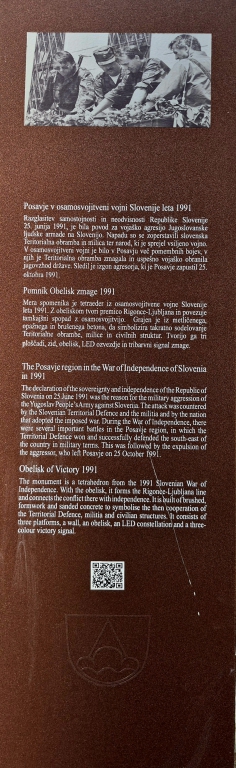 Posavje v osamosvojitveni vojni Slovenije leta 1991
Razglasitev samostojnosti in neodvisnosti Republike Slovenije
25. junija 1991, je bila povod za vojaško agresijo Jugoslovanske
ljudske armade na Slovenijo. Napadu so se zoperstavili slovenska
Teritorialna obramba in milica ter narod, ki je sprejel vsiljeno vojno.
V osamosvojitveni vojni je bilo v Posavju več pomembnih bojev, v
njih je Teritorialna obramba zmagala in uspešno vojaško obranila
jugovzhod države. Sledil je izgon agresorja, ki je Posavje zapustil 25.
oktobra 1991.
Pomnik Obelisk zmage 1991
Mera spomenika je tetraeder iz osamosvojitvene vojne Slovenije
leta 1991. Z obeliskom tvori premico Rigonce-Ljubljana in povezuje
tenkajšnji spopad z osamosvojitvijo. Grajen je iz metličenega,
opažnega in brušenega betona, da simbolizira takratno sodelovanje
Teritorialne obrambe, milice in civilnih struktur. Tvorijo ga tri
ploščadi, zid, obelisk, LED ozvezdje in tribarvni signal zmage.
The Posavje region in the War of Independence of Slovenia
in 1991
The declaration of the sovereignty and independence of the Republic of
Slovenia on 25 June 1991 was the reason for the military aggression of
the Yugoslav People's Army against Slovenia. The attack was countered
by the Slovenian Territorial Defence and the militia and by the nation
that adopted the imposed war. During the War of Independence, there
were several important battles in the Posavje region, in which the
Territorial Defence won and successfully defended the south-east of
the country in military terms. This was followed by the expulsion of
the aggressor, who left Posavje on 25 October 1991.
Obelisk of Victory 1991
The monument is a tetrahedron from the 1991 Slovenian War of
Independence. With the obelisk, it forms the Rigonce-Ljubljana line
and connects the conflict there with independence. It is built of brushed,
formwork and sanded concrete to symbolise the then cooperation of
the Territorial Defence, militia and civilian structures. It consists of
three platforms, a wall, an obelisk, an LED constellation and a three-
colour victory signal.